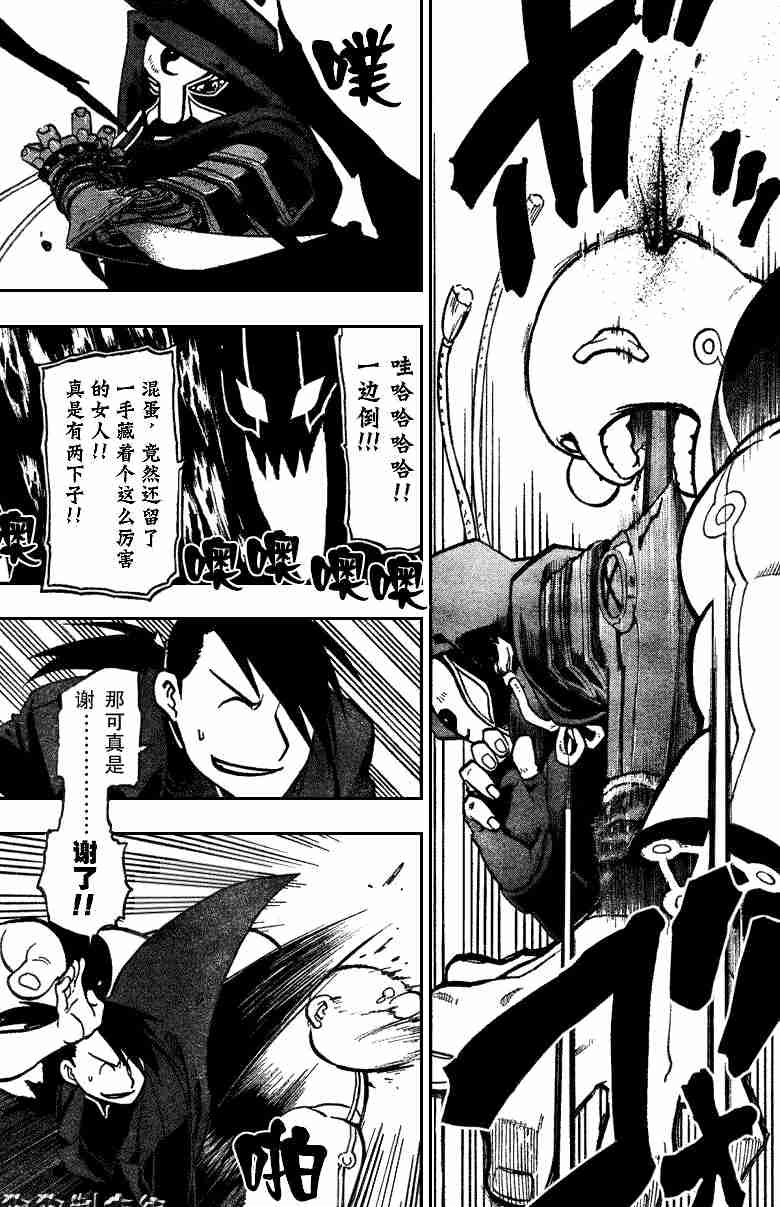 噗
哇哈哈哈哈!!
一边倒!!!
混蛋，竟然还留了
一手藏着个这么厉害
的女人!!
真是有两下子!!
噢噢噢噢噢
那可真是
谢………
谢了!!
啪